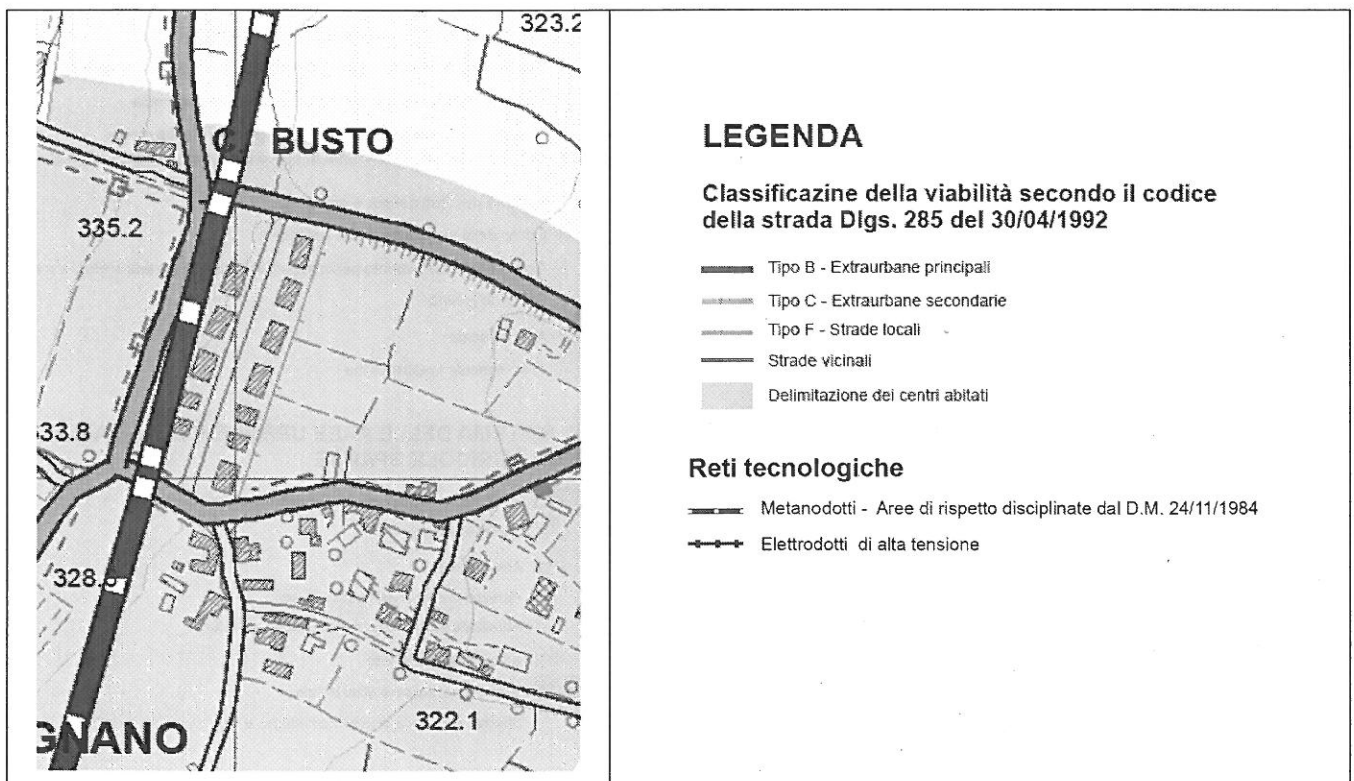 323.2
C. BUSTO
335.2
33.8
328.5
322.1
GNANO
LEGENDA
Classificazine della viabilità secondo il codice
della strada Dlgs. 285 del 30/04/1992
Tipo B - Extraurbane principali
Tipo C - Extraurbane secondarie
Tipo F - Strade locali
Strade vicinali
Delimitazione dei centri abitati
Reti tecnologiche
Metanodotti - Aree di rispetto disciplinate dal D.M. 24/11/1984
Elettrodotti di alta tensione